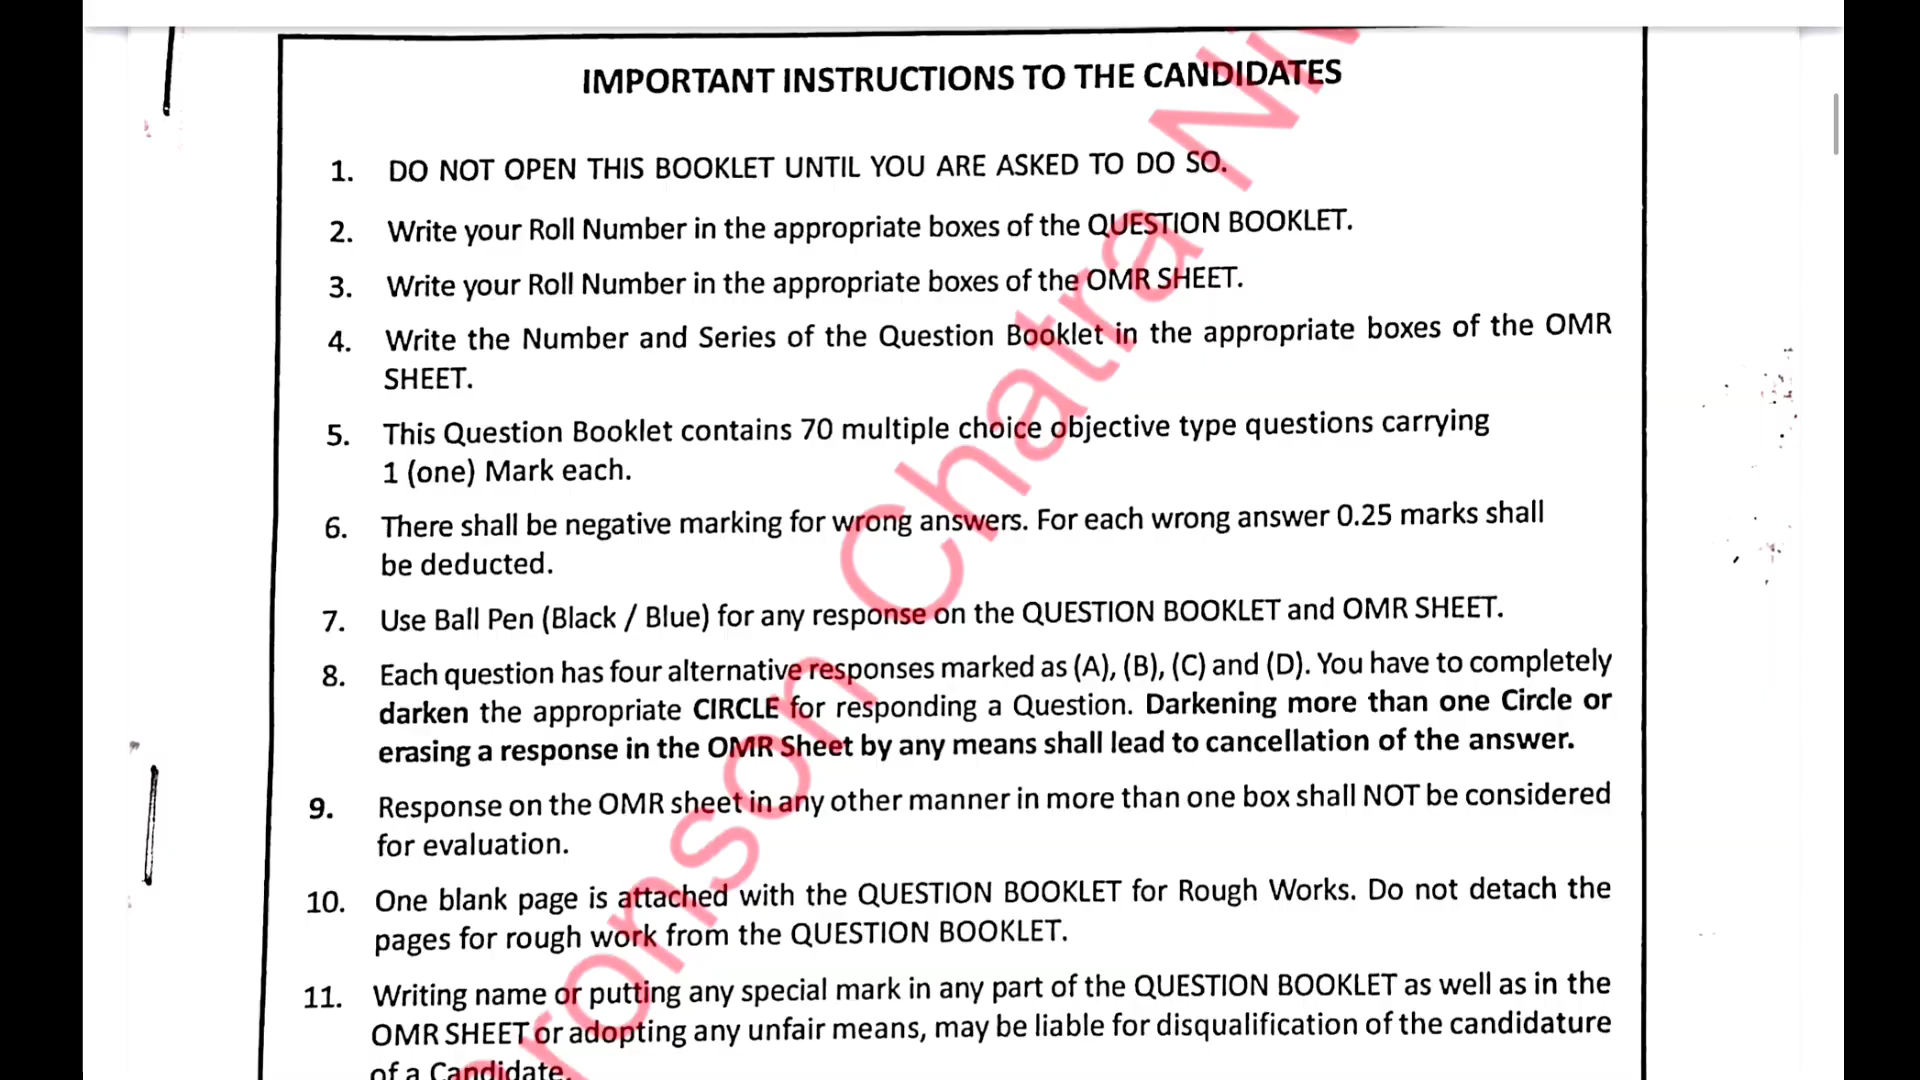 IMPORTANT INSTRUCTIONS TO THE CANDIDATES
1. DO NOT OPEN THIS BOOKLET UNTIL YOU ARE ASKED TO DO SO.
2. Write your Roll Number in the appropriate boxes of the QUESTION BOOKLET.
3. Write your Roll Number in the appropriate boxes of the OMR SHEET.
4. Write the Number and Series of the Question Booklet in the appropriate boxes of the OMR
SHEET.
5. This Question Booklet contains 70 multiple choice objective type questions carrying
1 (one) Mark each.
6. There shall be negative marking for wrong answers. For each wrong answer 0.25 marks shall
be deducted.
7. Use Ball Pen (Black / Blue) for any response on the QUESTION BOOKLET and OMR SHEET.
8. Each question has four alternative responses marked as (A), (B), (C) and (D). You have to completely
darken the appropriate CIRCLE for responding a Question. Darkening more than one Circle or
erasing a response in the OMR Sheet by any means shall lead to cancellation of the answer.
9. Response on the OMR sheet in any other manner in more than one box shall NOT be considered
for evaluation.
10. One blank page is attached with the QUESTION BOOKLET for Rough Works. Do not detach the
pages for rough work from the QUESTION BOOKLET.
11. Writing name or putting any special mark in any part of the QUESTION BOOKLET as well as in the
OMR SHEET or adopting any unfair means, may be liable for disqualification of the candidature
of a Candidate.
Chatra